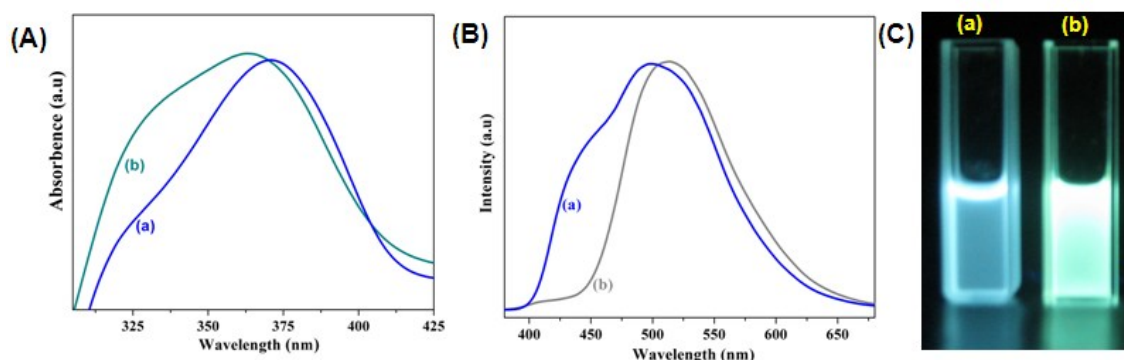 (A)
Absorbence (a.u)
(b)
(a)
325 350 375 400 425
Wavelength (nm)
(B)
Intensity (a.u)
(a)
(b)
400 450 500 550 600 650
Wavelength (nm)
(C)
(a) (b)